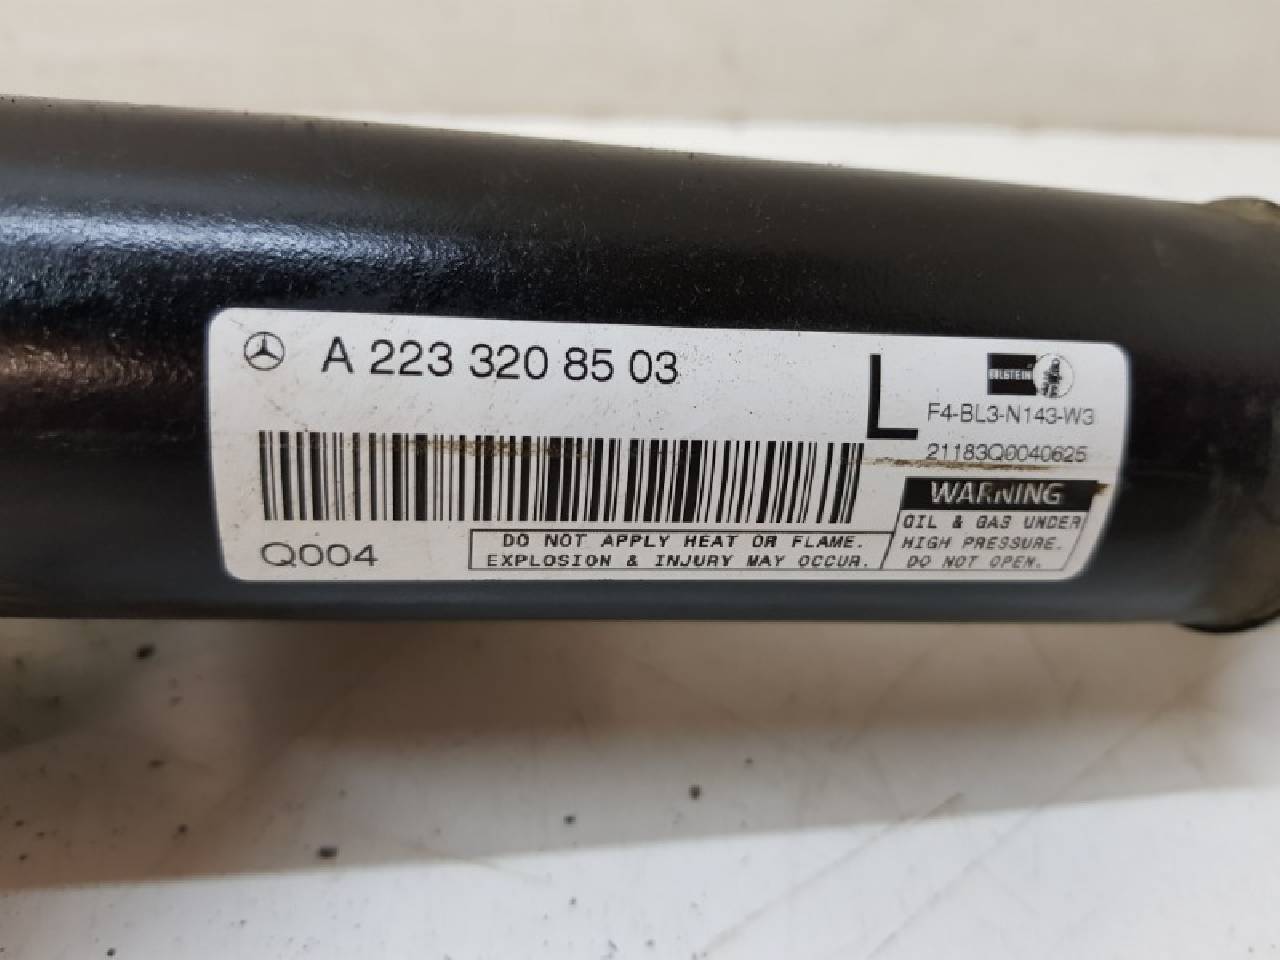 A 223 320 85 03
L
BILSTEIN
F4-BL3-N143-W3
21183Q0040625
Q004
DO NOT APPLY HEAT OR FLAME.
EXPLOSION & INJURY MAY OCCUR.
WARNING
OIL & GAS UNDER
HIGH PRESSURE.
DO NOT OPEN.